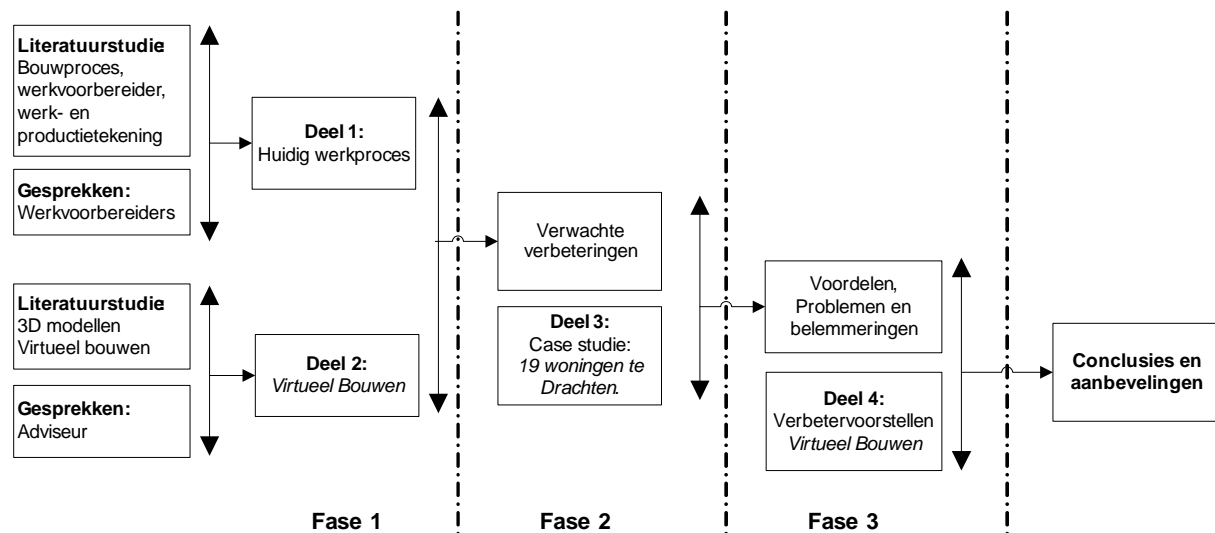 Literatuurstudie:
Bouwproces,
werkvoorbereider,
werk- en
productietekening
Gesprekken:
Werkvoorbereiders
Deel 1:
Huidig werkproces
Literatuurstudie:
3D modellen
Virtueel bouwen
Gesprekken:
Adviseur
Deel 2:
Virtueel Bouwen
Verwachte
verbeteringen
Deel 3:
Case studie:
19 woningen te
Drachten.
Voordelen,
Problemen en
belemmeringen
Deel 4:
Verbetervoorstellen
Virtueel Bouwen
Conclusies en
aanbevelingen
Fase 1
Fase 2
Fase 3